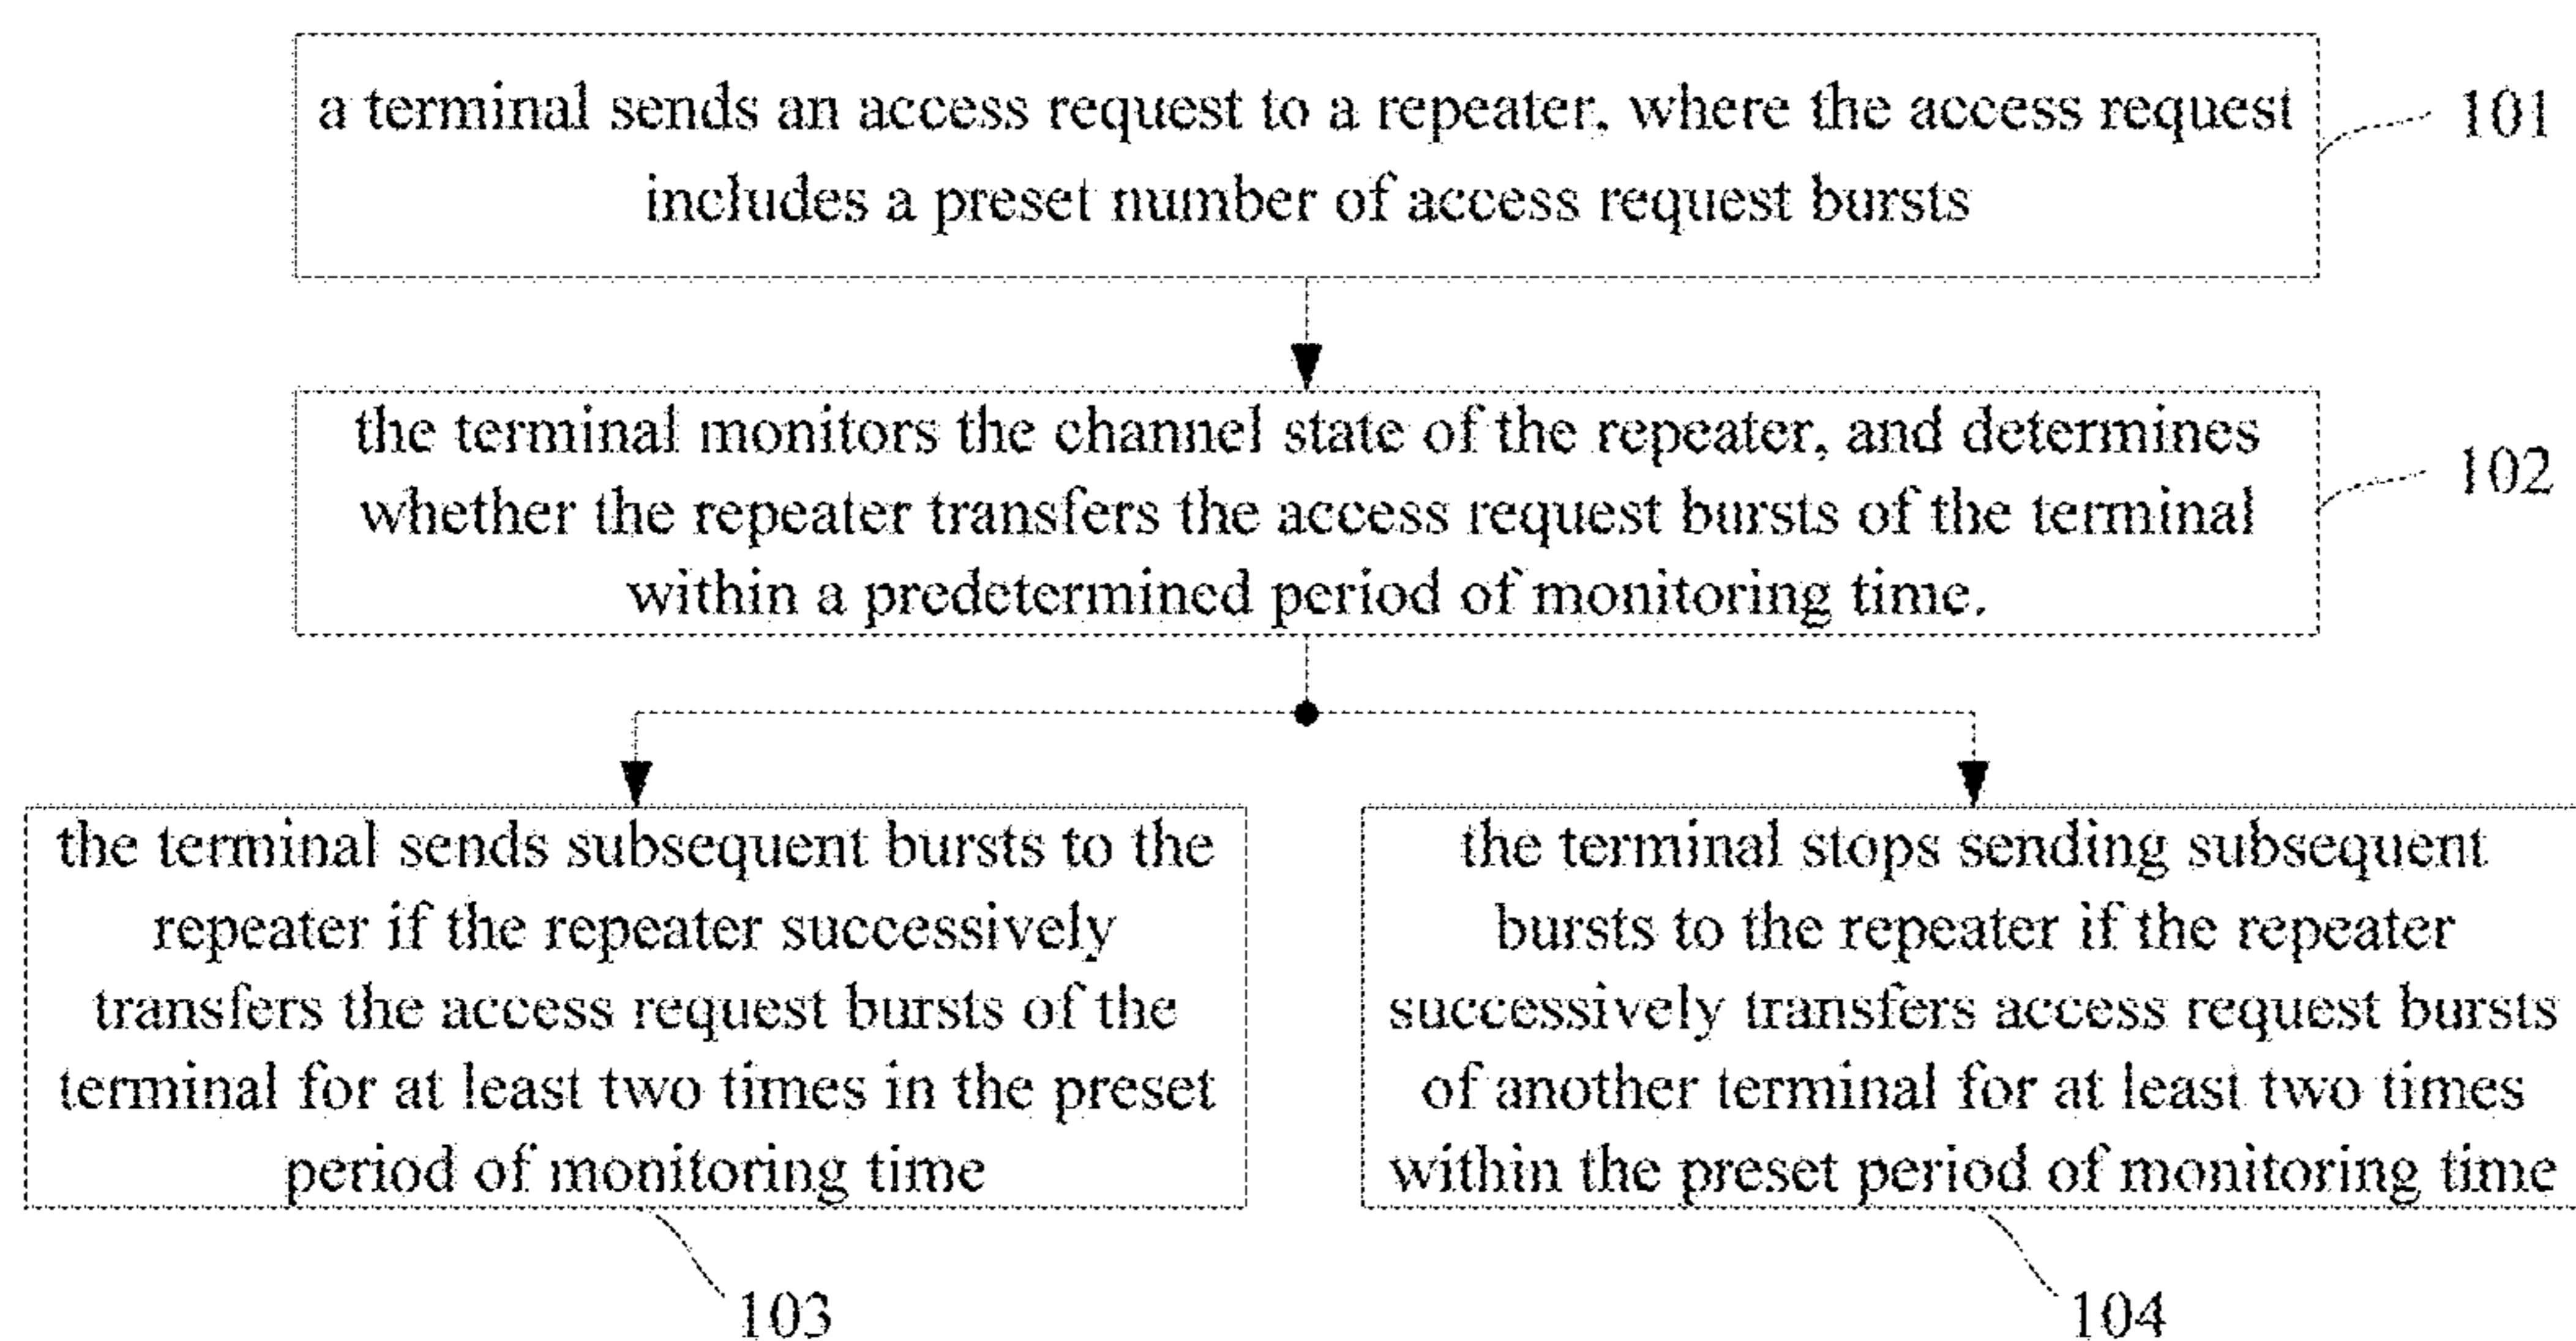 a terminal sends an access request to a repeater, where the access request
includes a preset number of access request bursts
101
the terminal monitors the channel state of the repeater, and determines
whether the repeater transfers the access request bursts of the terminal
within a predetermined period of monitoring time.
102
the terminal sends subsequent bursts to the
repeater if the repeater successively
transfers the access request bursts of the
terminal for at least two times in the preset
period of monitoring time
103
the terminal stops sending subsequent
bursts to the repeater if the repeater
successively transfers access request bursts
of another terminal for at least two times
within the preset period of monitoring time
104